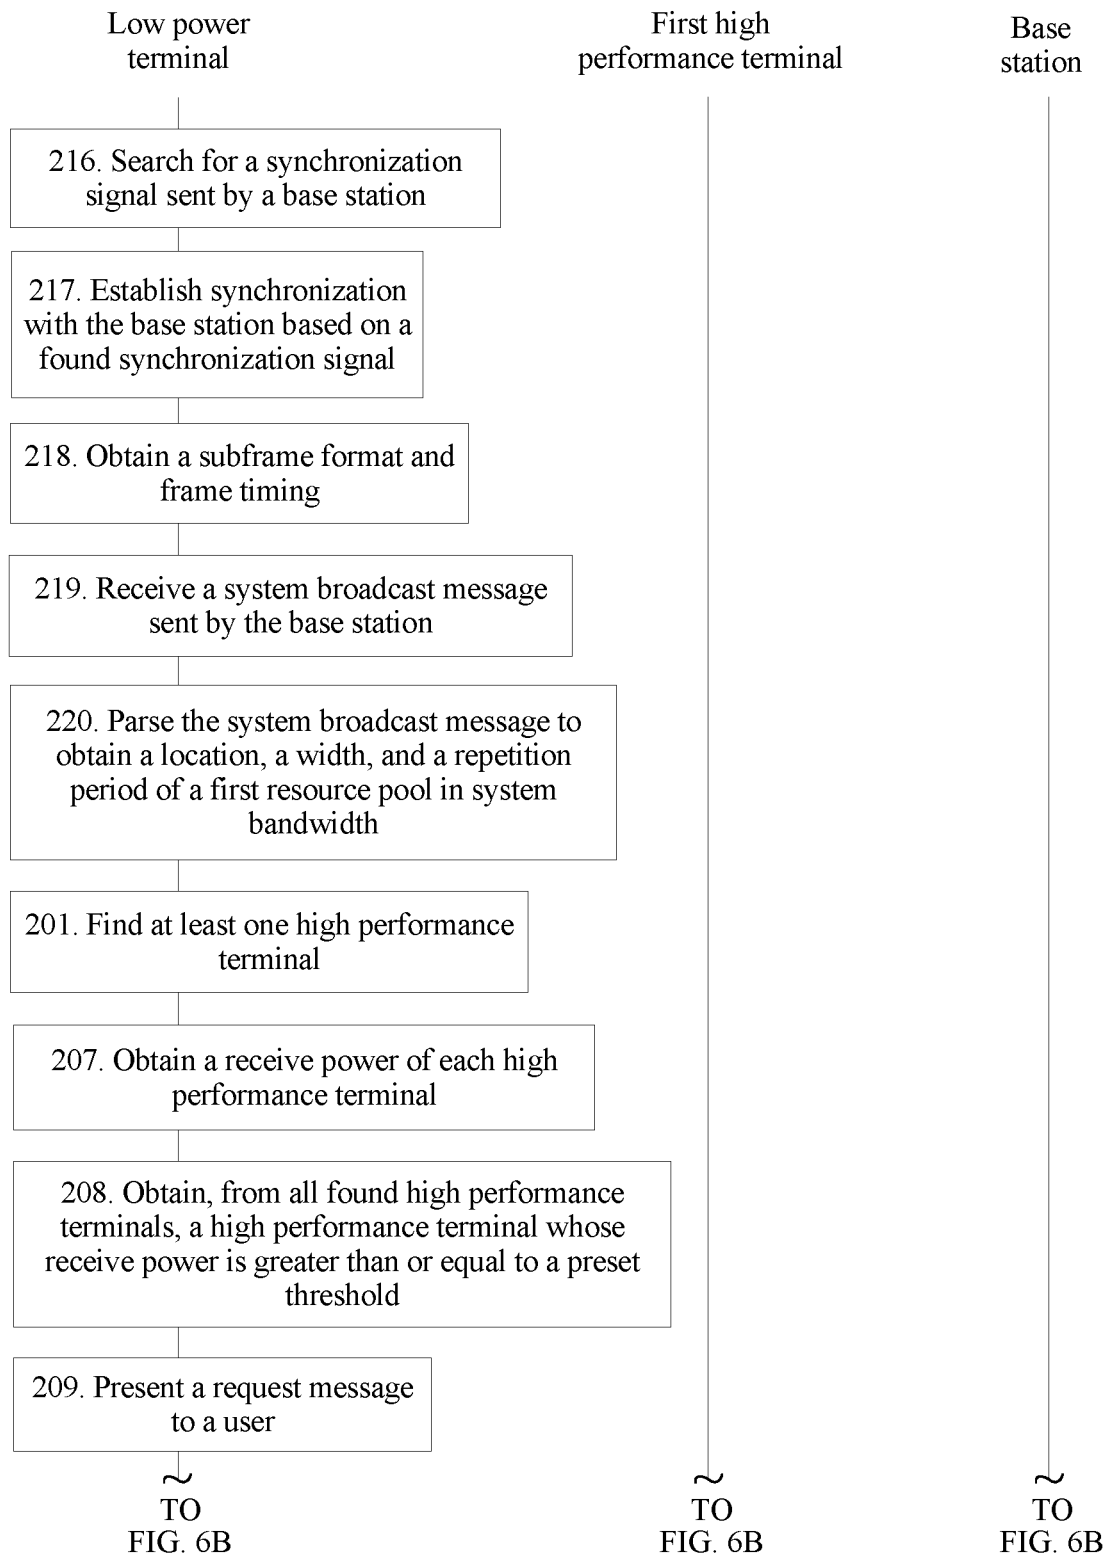 Low power
terminal
First high
performance terminal
Base
station
216. Search for a synchronization
signal sent by a base station
217. Establish synchronization
with the base station based on a
found synchronization signal
218. Obtain a subframe format and
frame timing
219. Receive a system broadcast message
sent by the base station
220. Parse the system broadcast message to
obtain a location, a width, and a repetition
period of a first resource pool in system
bandwidth
201. Find at least one high performance
terminal
207. Obtain a receive power of each high
performance terminal
208. Obtain, from all found high performance
terminals, a high performance terminal whose
receive power is greater than or equal to a preset
threshold
209. Present a request message
to a user
TO
FIG. 6B
TO
FIG. 6B
TO
FIG. 6B